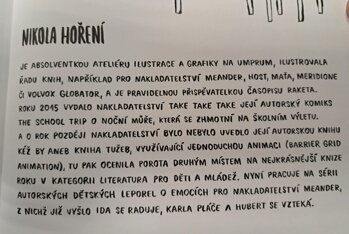 NIKOLA HOŘENÍ
JE ABSOLVENTKOU ATELIÉRU ILUSTRACE A GRAFIKY NA UMPRUM, ILUSTROVALA
ŘADU KNIH, NAPŘÍKLAD PRO NAKLADATELSTVÍ MEANDER, HOST, MAŤA, MERIDIONE
ČI VOLVOX GLOBATOR, A JE PRAVIDELNOU PŘISPĚVATELKOU ČASOPISU RAKETA.
ROKU 2015 VYDALO NAKLADATELSTVÍ TAKE TAKE TAKE JEJÍ AUTORSKÝ KOMIKS
THE SCHOOL TRIP O NOČNÍ MŮŘE, KTERÁ SE ZHMOTNÍ NA ŠKOLNÍM VÝLETU.
A O ROK POZDĚJI NAKLADATELSTVÍ BYLO NEBYLO UVEDLO JEJÍ AUTORSKOU KNIHU
KÉŽ BY ANEB KNIHA TUŽEB, VYUŽÍVAJÍCÍ JEDNODUCHOU ANIMACI (BARRIER GRID
ANIMATION), TU PAK OCENILA POROTA DRUHÝM MÍSTEM NA NEJKRÁSNĚJŠÍ KNIZE
ROKU V KATEGORII LITERATURA PRO DĚTI A MLÁDEŽ. NYNÍ PRACUJE NA SÉRII
AUTORSKÝCH DĚTSKÝCH LEPOREL O EMOCÍCH PRO NAKLADATELSTVÍ MEANDER,
Z NICHŽ JIŽ VYŠLO IDA SE RADUJE, KARLA PLÁČE A HUBERT SE VZTEKÁ.